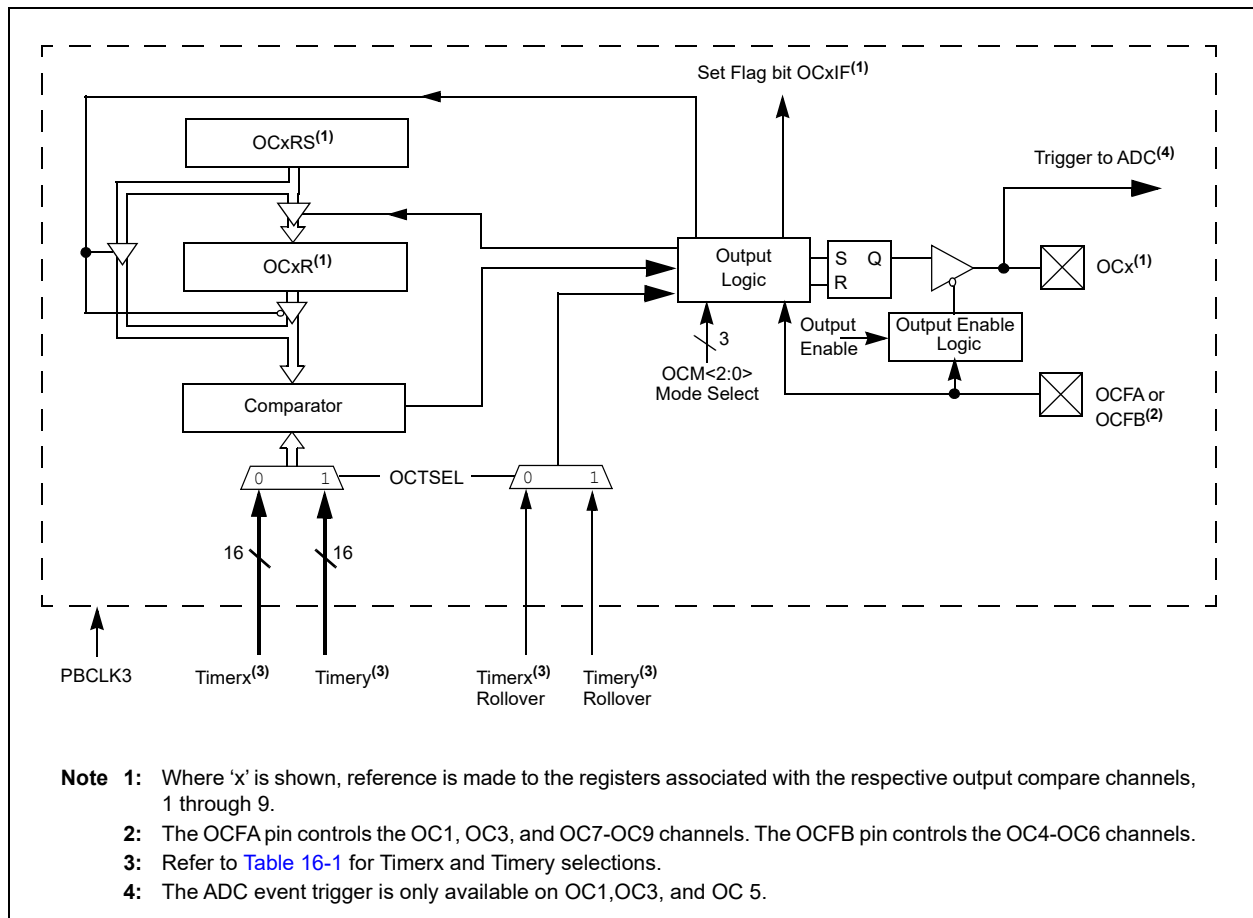 Set Flag bit OCxIF(1)
OCxRS(1)
Trigger to ADC(4)
OCxR(1)
Output
Logic
S Q
R
OCx(1)
Output
Enable
Output Enable
Logic
3
OCM<2:0>
Mode Select
Comparator
OCFA or
OCFB(2)
0 1
OCTSEL
0 1
16
16
PBCLK3
Timerx(3)
Timery(3)
Timerx(3)
Rollover
Timery(3)
Rollover
Note 1: Where ‘x’ is shown, reference is made to the registers associated with the respective output compare channels,
1 through 9.
2: The OCFA pin controls the OC1, OC3, and OC7-OC9 channels. The OCFB pin controls the OC4-OC6 channels.
3: Refer to Table 16-1 for Timerx and Timery selections.
4: The ADC event trigger is only available on OC1,OC3, and OC 5.